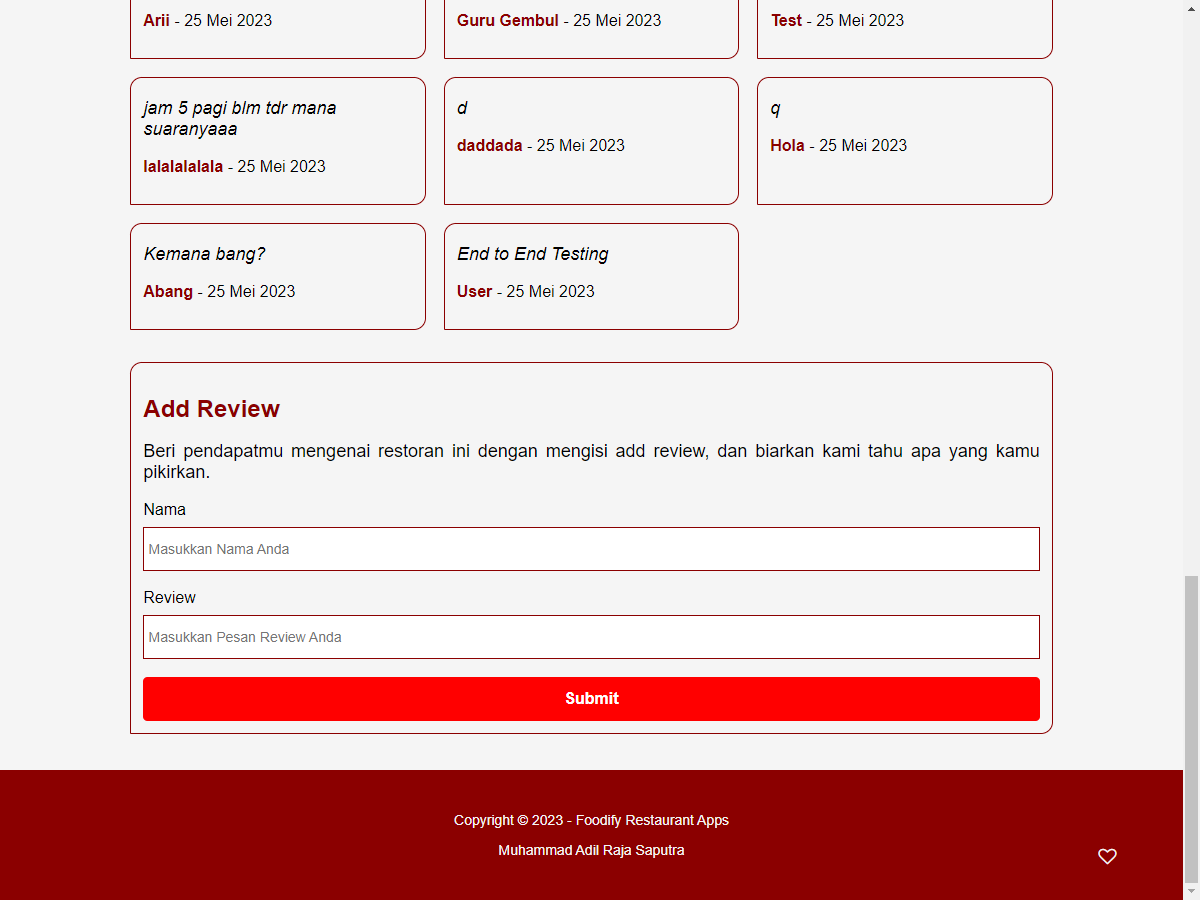 Arii - 25 Mei 2023
Guru Gembul - 25 Mei 2023
Test - 25 Mei 2023
jam 5 pagi blm tdr mana
suaranyaaa
lalalalalala - 25 Mei 2023
d
daddada - 25 Mei 2023
q
Hola - 25 Mei 2023
Kemana bang?
Abang - 25 Mei 2023
End to End Testing
User - 25 Mei 2023
Add Review
Beri pendapatmu mengenai restoran ini dengan mengisi add review, dan biarkan kami tahu apa yang kamu
pikirkan.
Nama
Masukkan Nama Anda
Review
Masukkan Pesan Review Anda
Submit
Copyright © 2023 - Foodify Restaurant Apps
Muhammad Adil Raja Saputra